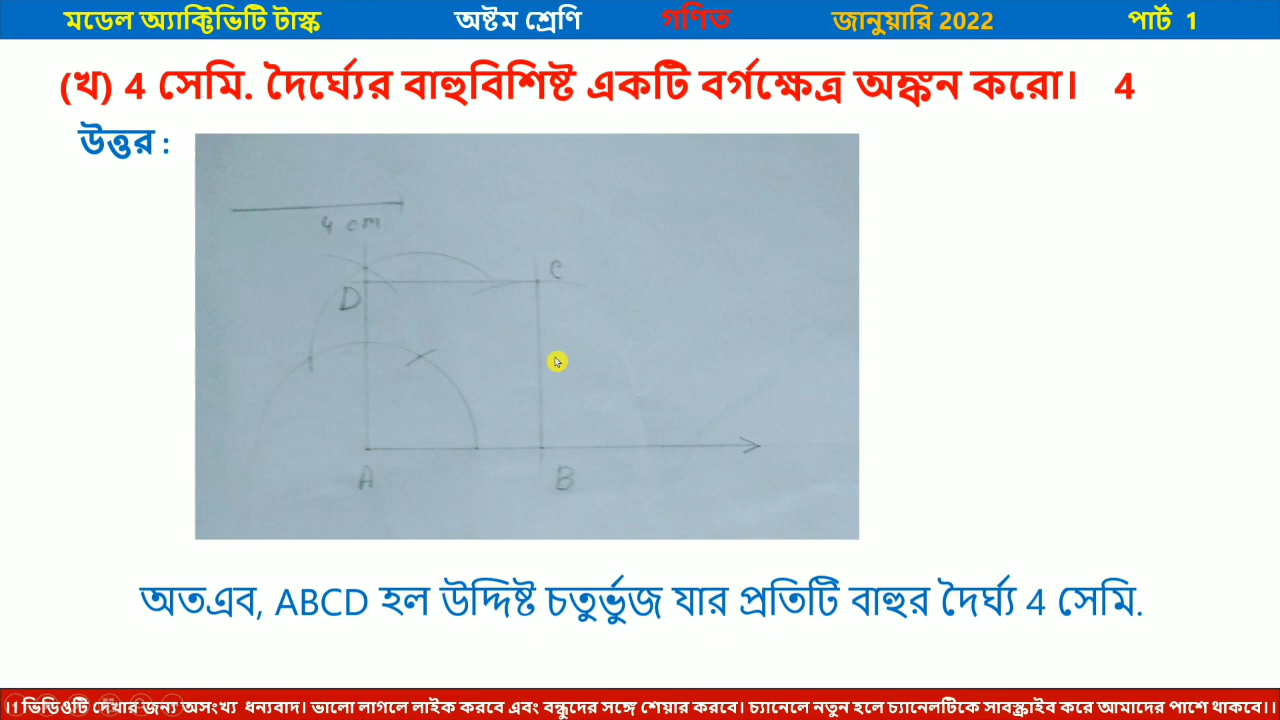 মডেল অ্যাক্টিভিটি টাস্ক অষ্টম শ্রেণি গণিত জানুয়ারি 2022 পার্ট 1
(খ) 4 সেমি. দৈর্ঘ্যের বাহুবিশিষ্ট একটি বর্গক্ষেত্র অঙ্কন করো। 4
উত্তর :
4 cm
C
D
A B
অতএব, ABCD হল উদ্দিষ্ট চতুর্ভুজ যার প্রতিটি বাহুর দৈর্ঘ্য 4 সেমি.
।। ভিডিওটি দেখার জন্য অসংখ্য ধন্যবাদ। ভালো লাগলে লাইক করবে এবং বন্ধুদের সঙ্গে শেয়ার করবে। চ্যানেলে নতুন হলে চ্যানেলটিকে সাবস্ক্রাইব করে আমাদের পাশে থাকবে।।